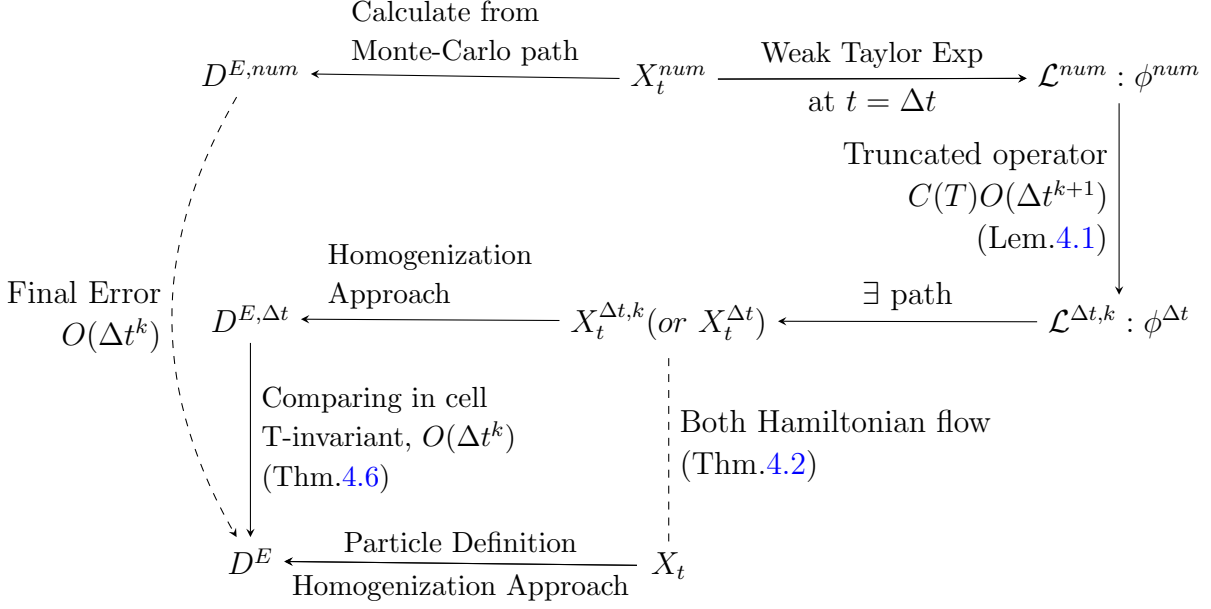 Calculate from
Monte-Carlo path
D^{E,num}
X_t^{num}
Weak Taylor Exp
at t = Δt
𝓛^{num} : ϕ^{num}
Truncated operator
C(T)O(Δt^{k+1})
(Lem.4.1)
Final Error
O(Δt^k)
Homogenization
Approach
D^{E,Δt}
X_t^{Δt,k}(or X_t^{Δt})
∃ path
𝓛^{Δt,k} : ϕ^{Δt}
Comparing in cell
T-invariant, O(Δt^k)
(Thm.4.6)
Both Hamiltonian flow
(Thm.4.2)
D^E
Particle Definition
Homogenization Approach
X_t